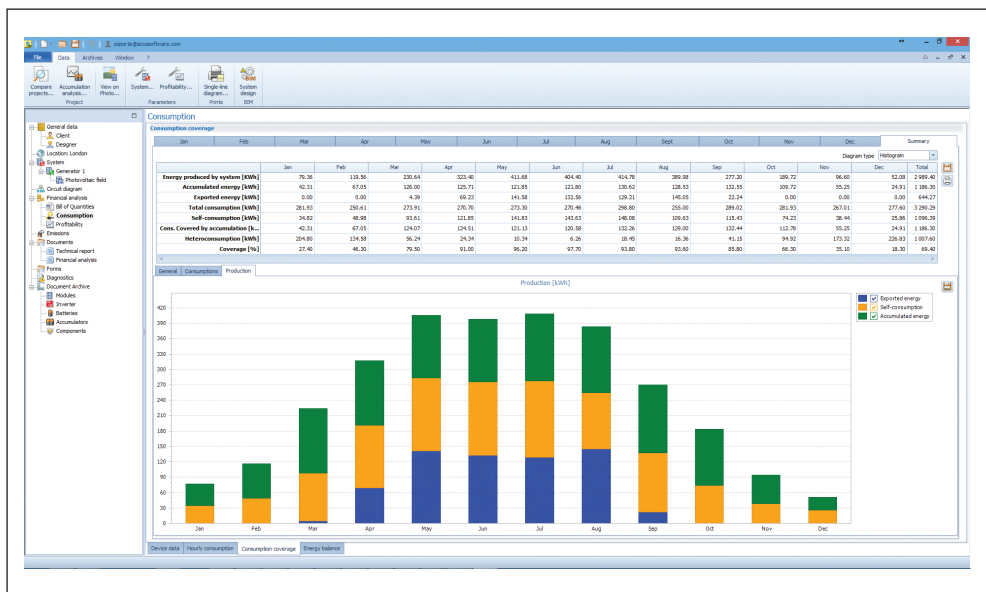 exports@accasoftware.com
File Data Archives Window ?
Compare projects... Accumulation analysis... View on Photo... System... Profitability... Single-line diagram... System design
Project Parameters Prints BIM
Consumption
General data
Client
Designer
Location: London
System
Generator 1
Photovoltaic field
Circuit diagram
Financial analysis
Bill of Quantities
Consumption
Profitability
Emissions
Documents
Technical report
Financial analysis
Forms
Diagnostics
Document Archive
Modules
Inverter
Batteries
Accumulators
Components
Consumption coverage
Jan Feb Mar Apr May Jun Jul Aug Sept Oct Nov Dec Summary
Diagram type Histogram
Jan Feb Mar Apr May Jun Jul Aug Sep Oct Nov Dec Total
Energy produced by system [KWh] 79.36 119.56 230.64 323.40 411.68 404.40 414.78 389.98 277.20 189.72 96.60 52.08 2 989.40
Accumulated energy [KWh] 42.31 67.05 126.00 125.71 121.85 121.80 130.62 128.53 132.55 109.72 55.25 24.91 1 186.30
Exported energy [KWh] 0.00 0.00 4.39 69.23 141.58 132.56 129.21 145.05 22.24 0.00 0.00 0.00 644.27
Total consumption [KWh] 281.93 250.61 273.91 270.70 273.30 270.48 298.80 255.00 289.02 281.93 267.01 277.60 3 290.29
Self-consumption [KWh] 34.82 48.98 93.61 121.85 141.83 143.63 148.08 109.63 115.43 74.23 38.44 25.86 1 096.39
Cons. Covered by accumulation [k... 42.31 67.05 124.07 124.51 121.13 120.58 132.26 129.00 132.44 112.78 55.25 24.91 1 186.30
Heteroconsumption [KWh] 204.80 134.58 56.24 24.34 10.34 6.26 18.45 16.36 41.15 94.92 173.32 226.83 1 007.60
Coverage [%] 27.40 46.30 79.50 91.00 96.20 97.70 93.80 93.60 85.80 66.30 35.10 18.30 69.40
General Consumptions Production
Production [KWh]
Exported energy
Self-consumption
Accumulated energy
420
390
360
330
300
270
240
210
180
150
120
90
60
30
0
Jan Feb Mar Apr May Jun Jul Aug Sep Oct Nov Dec
Device data Hourly consumption Consumption coverage Energy balance